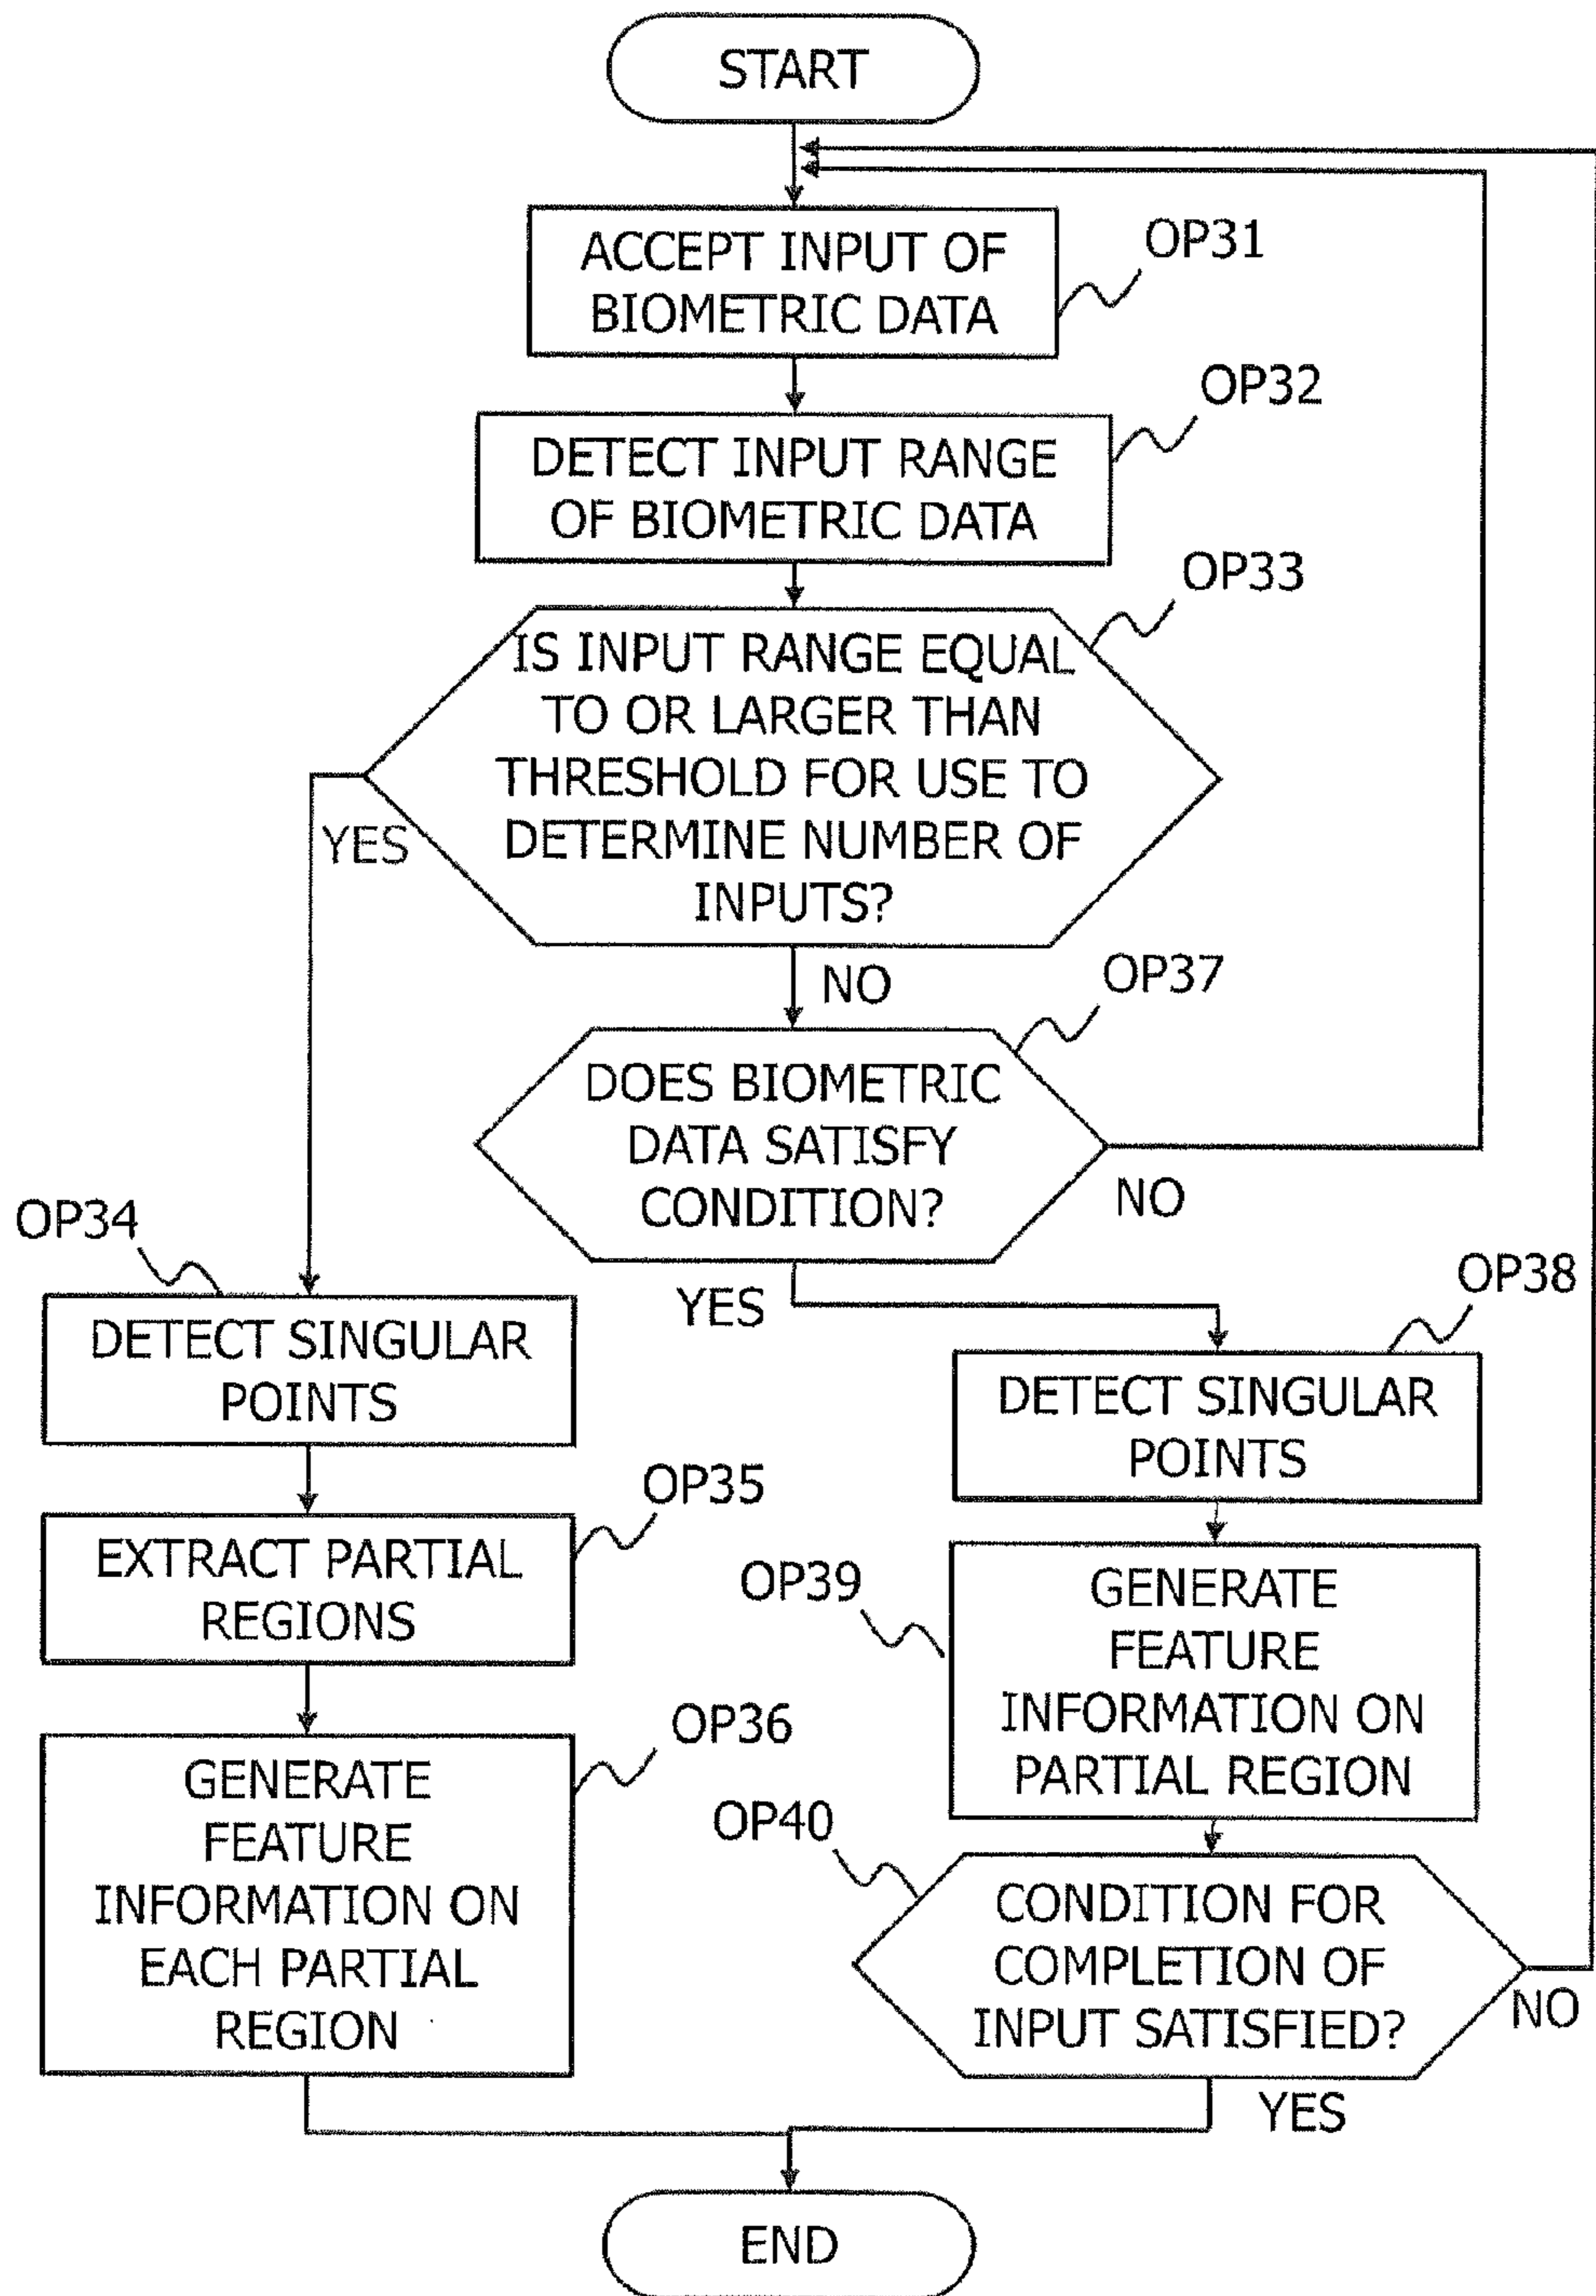 START
ACCEPT INPUT OF
BIOMETRIC DATA
OP31
DETECT INPUT RANGE
OF BIOMETRIC DATA
OP32
IS INPUT RANGE EQUAL
TO OR LARGER THAN
THRESHOLD FOR USE TO
DETERMINE NUMBER OF
INPUTS?
OP33
YES
NO
DOES BIOMETRIC
DATA SATISFY
CONDITION?
OP37
NO
YES
OP34
DETECT SINGULAR
POINTS
OP35
EXTRACT PARTIAL
REGIONS
OP36
GENERATE
FEATURE
INFORMATION ON
EACH PARTIAL
REGION
OP38
DETECT SINGULAR
POINTS
OP39
GENERATE
FEATURE
INFORMATION ON
PARTIAL REGION
OP40
CONDITION FOR
COMPLETION OF
INPUT SATISFIED?
NO
YES
END